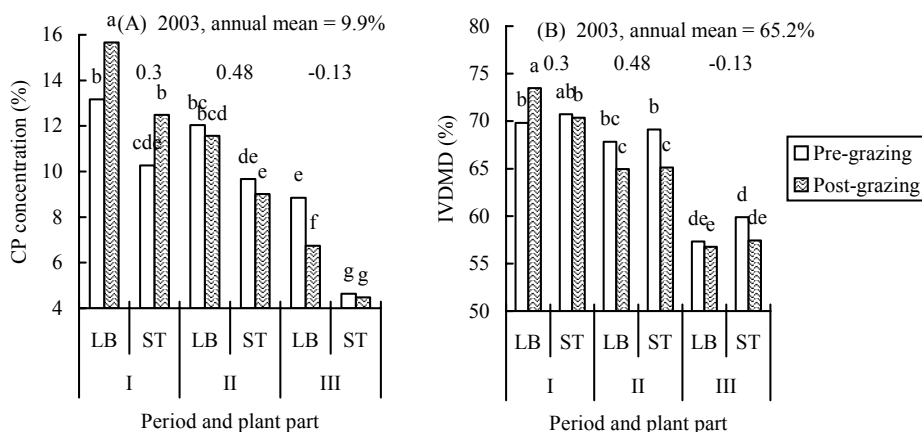 (A) 2003, annual mean = 9.9%
CP concentration (%)
16
14
12
10
8
6
4
0.3 0.48 -0.13
a
b
b
cde
bc
bcd
de
e
e
f
g g
LB ST LB ST LB ST
I II III
Period and plant part
(B) 2003, annual mean = 65.2%
IVDMD (%)
80
75
70
65
60
55
50
0.3 0.48 -0.13
b
a
ab b
bc
c
b
c
de e
d
de
LB ST LB ST LB ST
I II III
Period and plant part
Pre-grazing
Post-grazing